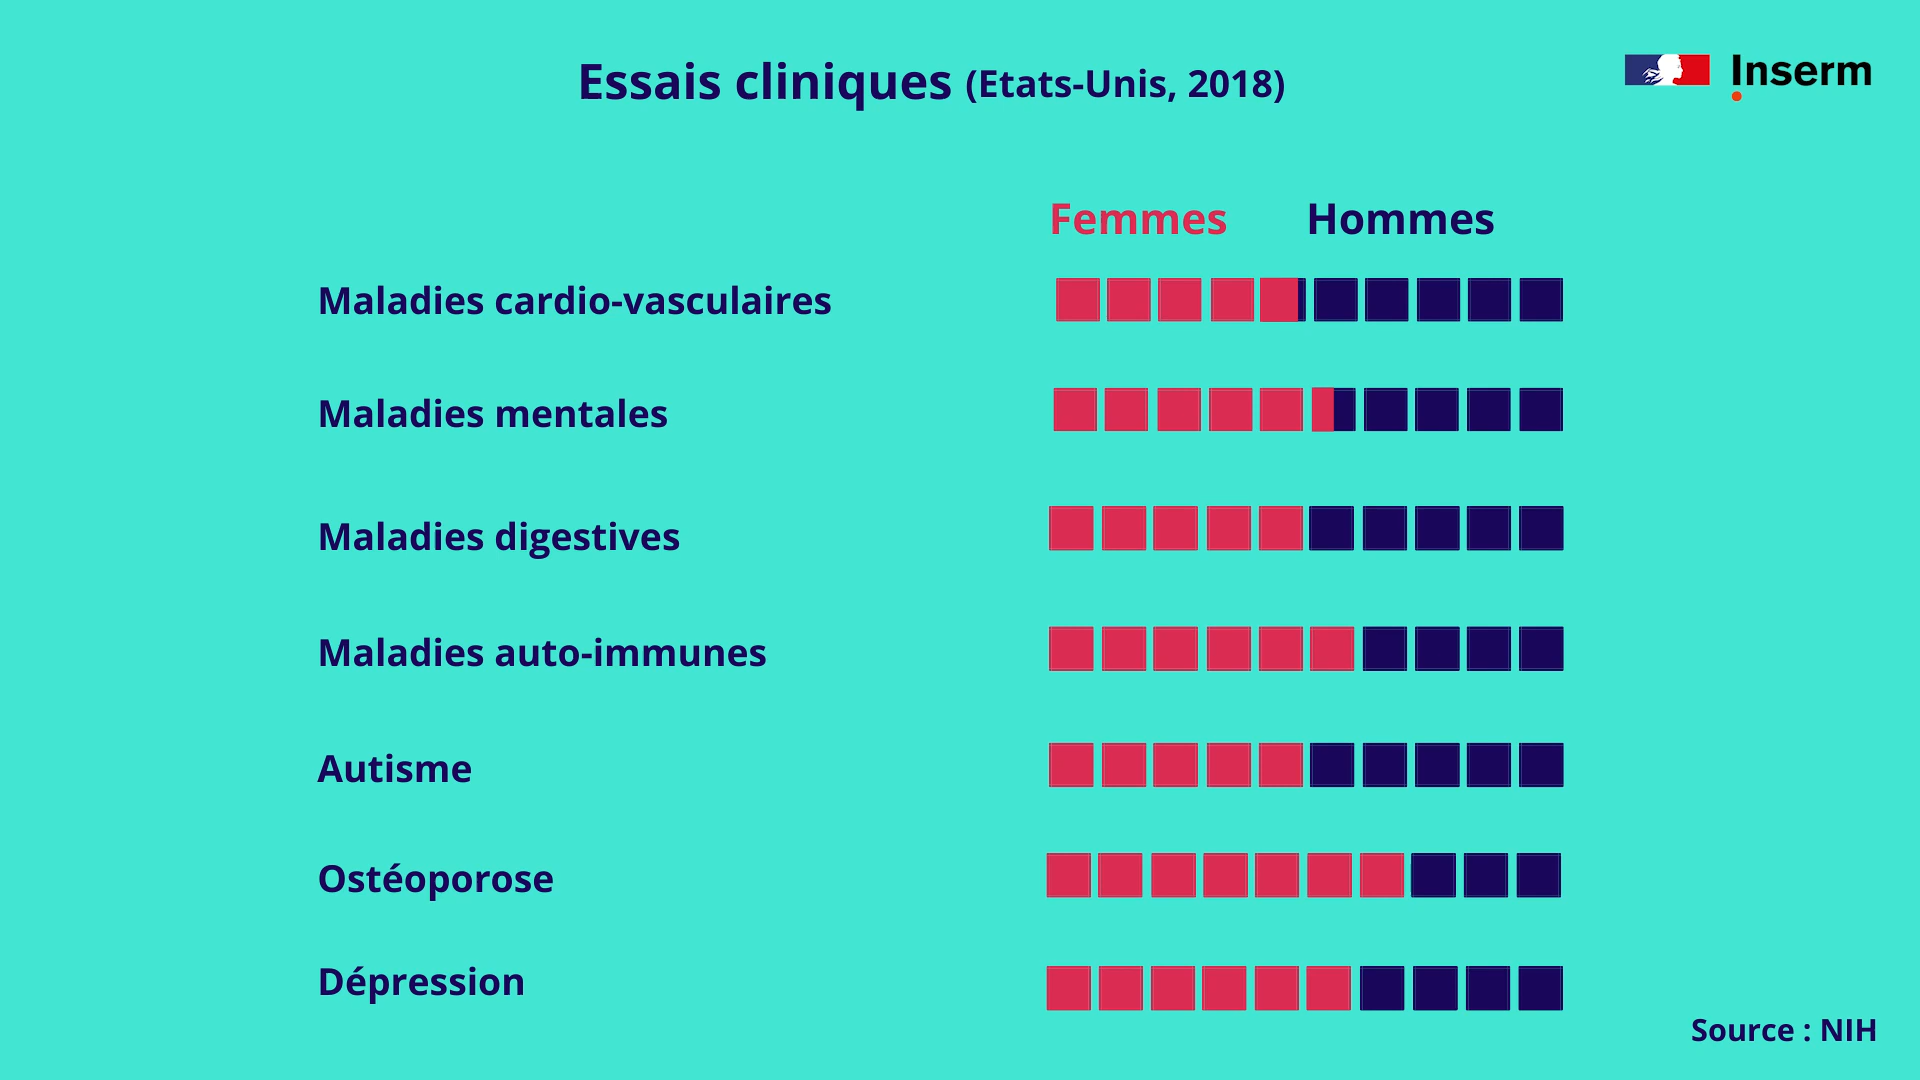 Essais cliniques (Etats-Unis, 2018)
Inserm
Femmes Hommes
Maladies cardio-vasculaires
Maladies mentales
Maladies digestives
Maladies auto-immunes
Autisme
Ostéoporose
Dépression
Source : NIH